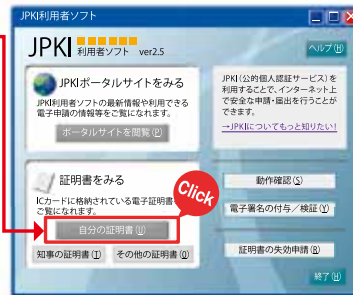 JPKI利用者ソフト
JPKI 利用者ソフト ver2.5
ヘルプ(H)
JPKIポータルサイトをみる
JPKI利用者ソフトの最新情報や利用できる
電子申請の情報等をご覧になれます。
ポータルサイトを閲覧(P)
JPKI(公的個人認証サービス)を
利用することで、インターネット上
で安全な申請・届出を行うことが
できます。
→JPKIについてもっと知りたい!
証明書をみる
ICカードに格納されている電子証明書
ご覧になれます。
Click
自分の証明書(U)
知事の証明書(T) その他の証明書(O)
動作確認(S)
電子署名の付与/検証(Y)
証明書の失効申請(R)
終了(H)